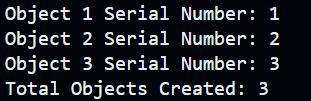 Object 1 Serial Number: 1
Object 2 Serial Number: 2
Object 3 Serial Number: 3
Total Objects Created: 3